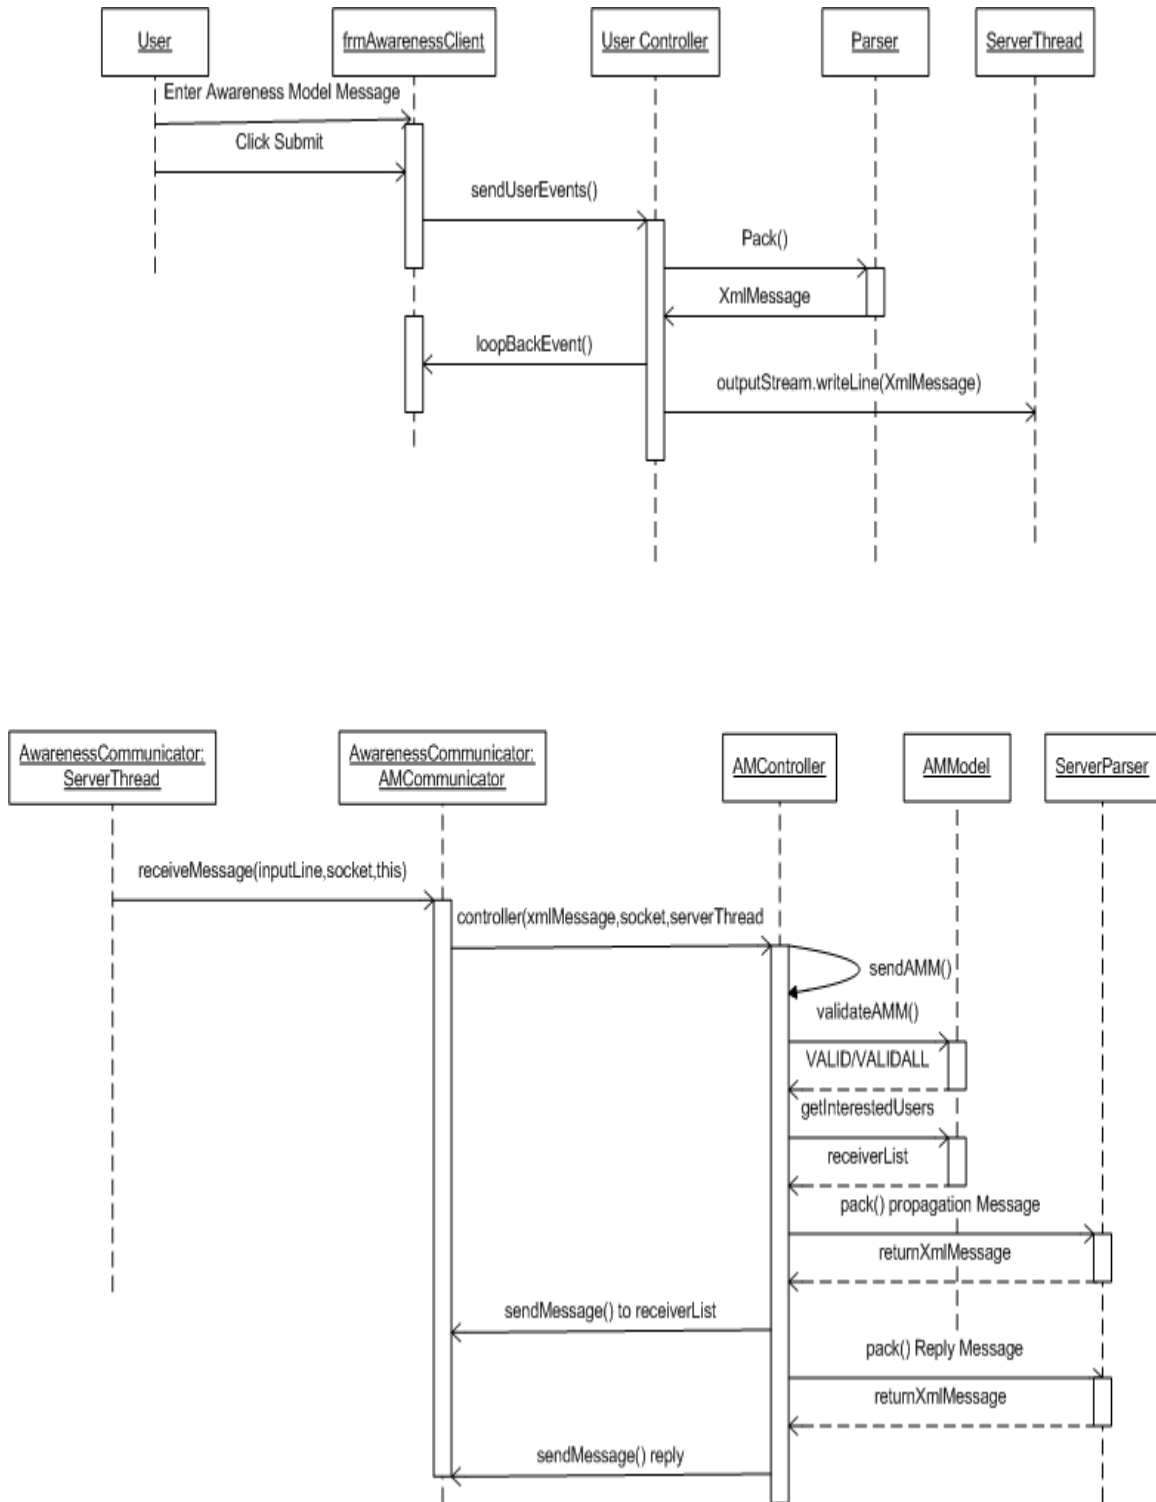 User
frmAwarenessClient
User Controller
Parser
ServerThread
Enter Awareness Model Message
Click Submit
sendUserEvents()
Pack()
XmlMessage
loopBackEvent()
outputStream.writeLine(XmlMessage)
AwarenessCommunicator:
ServerThread
AwarenessCommunicator:
AMCommunicator
AMController
AMModel
ServerParser
receiveMessage(inputLine,socket,this)
controller(xmlMessage,socket,serverThread
sendAMM()
validateAMM()
VALID/VALIDALL
getInterestedUsers
receiverList
pack() propagation Message
returnXmlMessage
sendMessage() to receiverList
pack() Reply Message
returnXmlMessage
sendMessage() reply